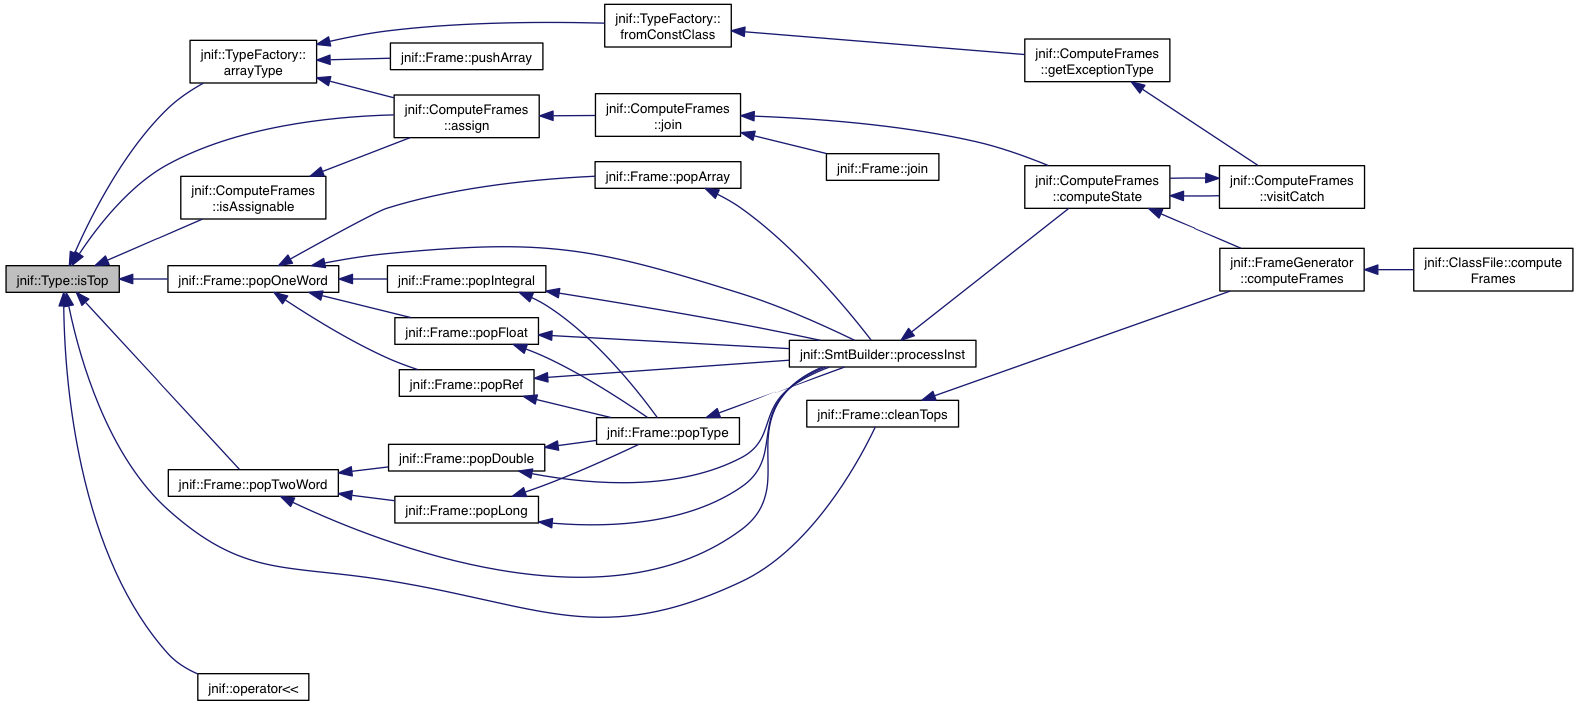 jnif::TypeFactory::
fromConstClass
jnif::TypeFactory::
arrayType
jnif::Frame::pushArray
jnif::ComputeFrames
::getExceptionType
jnif::ComputeFrames
::assign
jnif::ComputeFrames
::join
jnif::Frame::join
jnif::Frame::popArray
jnif::ComputeFrames
::isAssignable
jnif::ComputeFrames
::computeState
jnif::ComputeFrames
::visitCatch
jnif::Type::isTop
jnif::Frame::popOneWord
jnif::Frame::popIntegral
jnif::FrameGenerator
::computeFrames
jnif::ClassFile::compute
Frames
jnif::Frame::popFloat
jnif::SmtBuilder::processInst
jnif::Frame::popRef
jnif::Frame::cleanTops
jnif::Frame::popType
jnif::Frame::popDouble
jnif::Frame::popTwoWord
jnif::Frame::popLong
jnif::operator<<